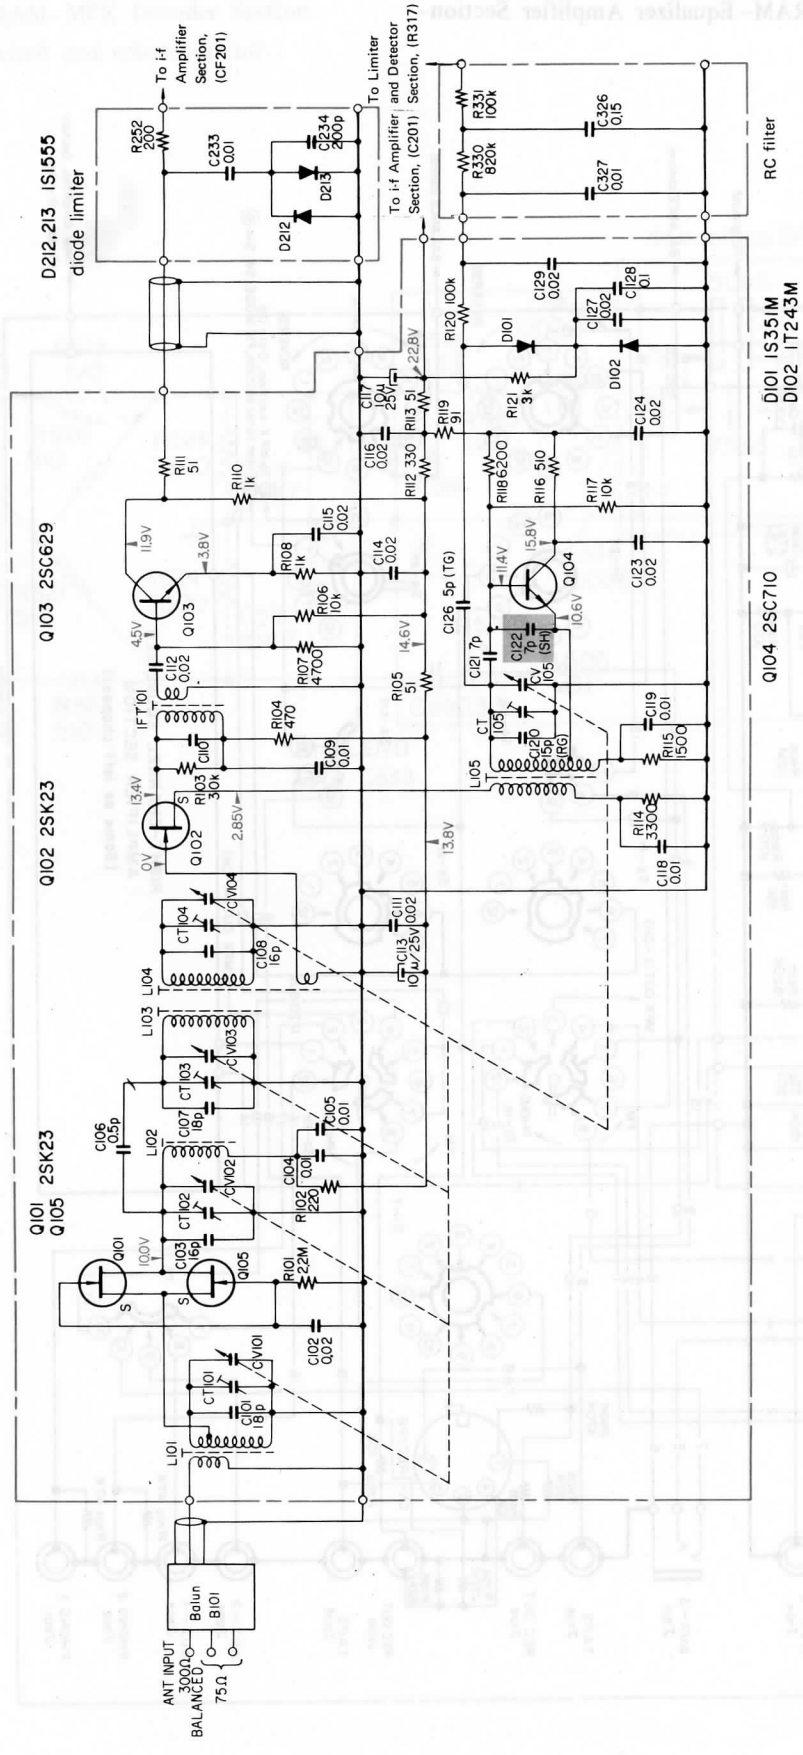 RAM–Equalizer Amplifier Section–
To i-f
Amplifier
Section,
(CF201)
To Limiter
To i-f Amplifier and Detector
Section, (C201) Section, (R317)
D212,213 1S1555
diode limiter
R252
200
C233
0.01
C234
200p
D213
D212
R331
100k
C326
0.15
R330
820k
C327
0.01
RC filter
R120 100k
C129
0.02
C128
0.1
C127
0.02
D101
D102
R121
3k
22.8V
C117
10μ
25V
R113 51
R119
91
C116
0.02
R112 330
C124
0.02
D101 1S351M
D102 1T243M
R118 6200
R116 510
R117
10k
R111
51
R110
1k
Q103 2SC629
11.9V
3.8V
C115
0.02
R108
1k
C114
0.02
Q103
4.5V
R106
10k
R107
4700
C112
0.02
14.6V
R105
51
C126 5p (TG)
11.4V
15.8V
Q104
C123
0.02
10.6V
C122
7p
(SH)
C121 7p
CV
105
CT
105
C120
15p
(RG)
L105
C119
0.01
R115
1500
R114
3300
C118
0.01
Q104 2SC710
IFT101
C110
R103
3.0k
R104
470
C109
0.01
Q102 2SK23
13.4V
S
Q102
0V
2.85V
13.8V
CV104
CT104
C108
16p
L104
C111
0.02
C113
10μ/25V
L103
CV103
CT103
C107
18p
C106
0.5p
L102
C105
0.01
C104
0.01
R102
220
CV102
CT102
C103
16p
Q101
Q105
2SK23
10.0V
Q101
S
S
Q105
R101
2.2M
C102
0.02
CV101
CT101
C101
18p
L101
Balun
B101
ANT INPUT
300Ω
BALANCED
75Ω